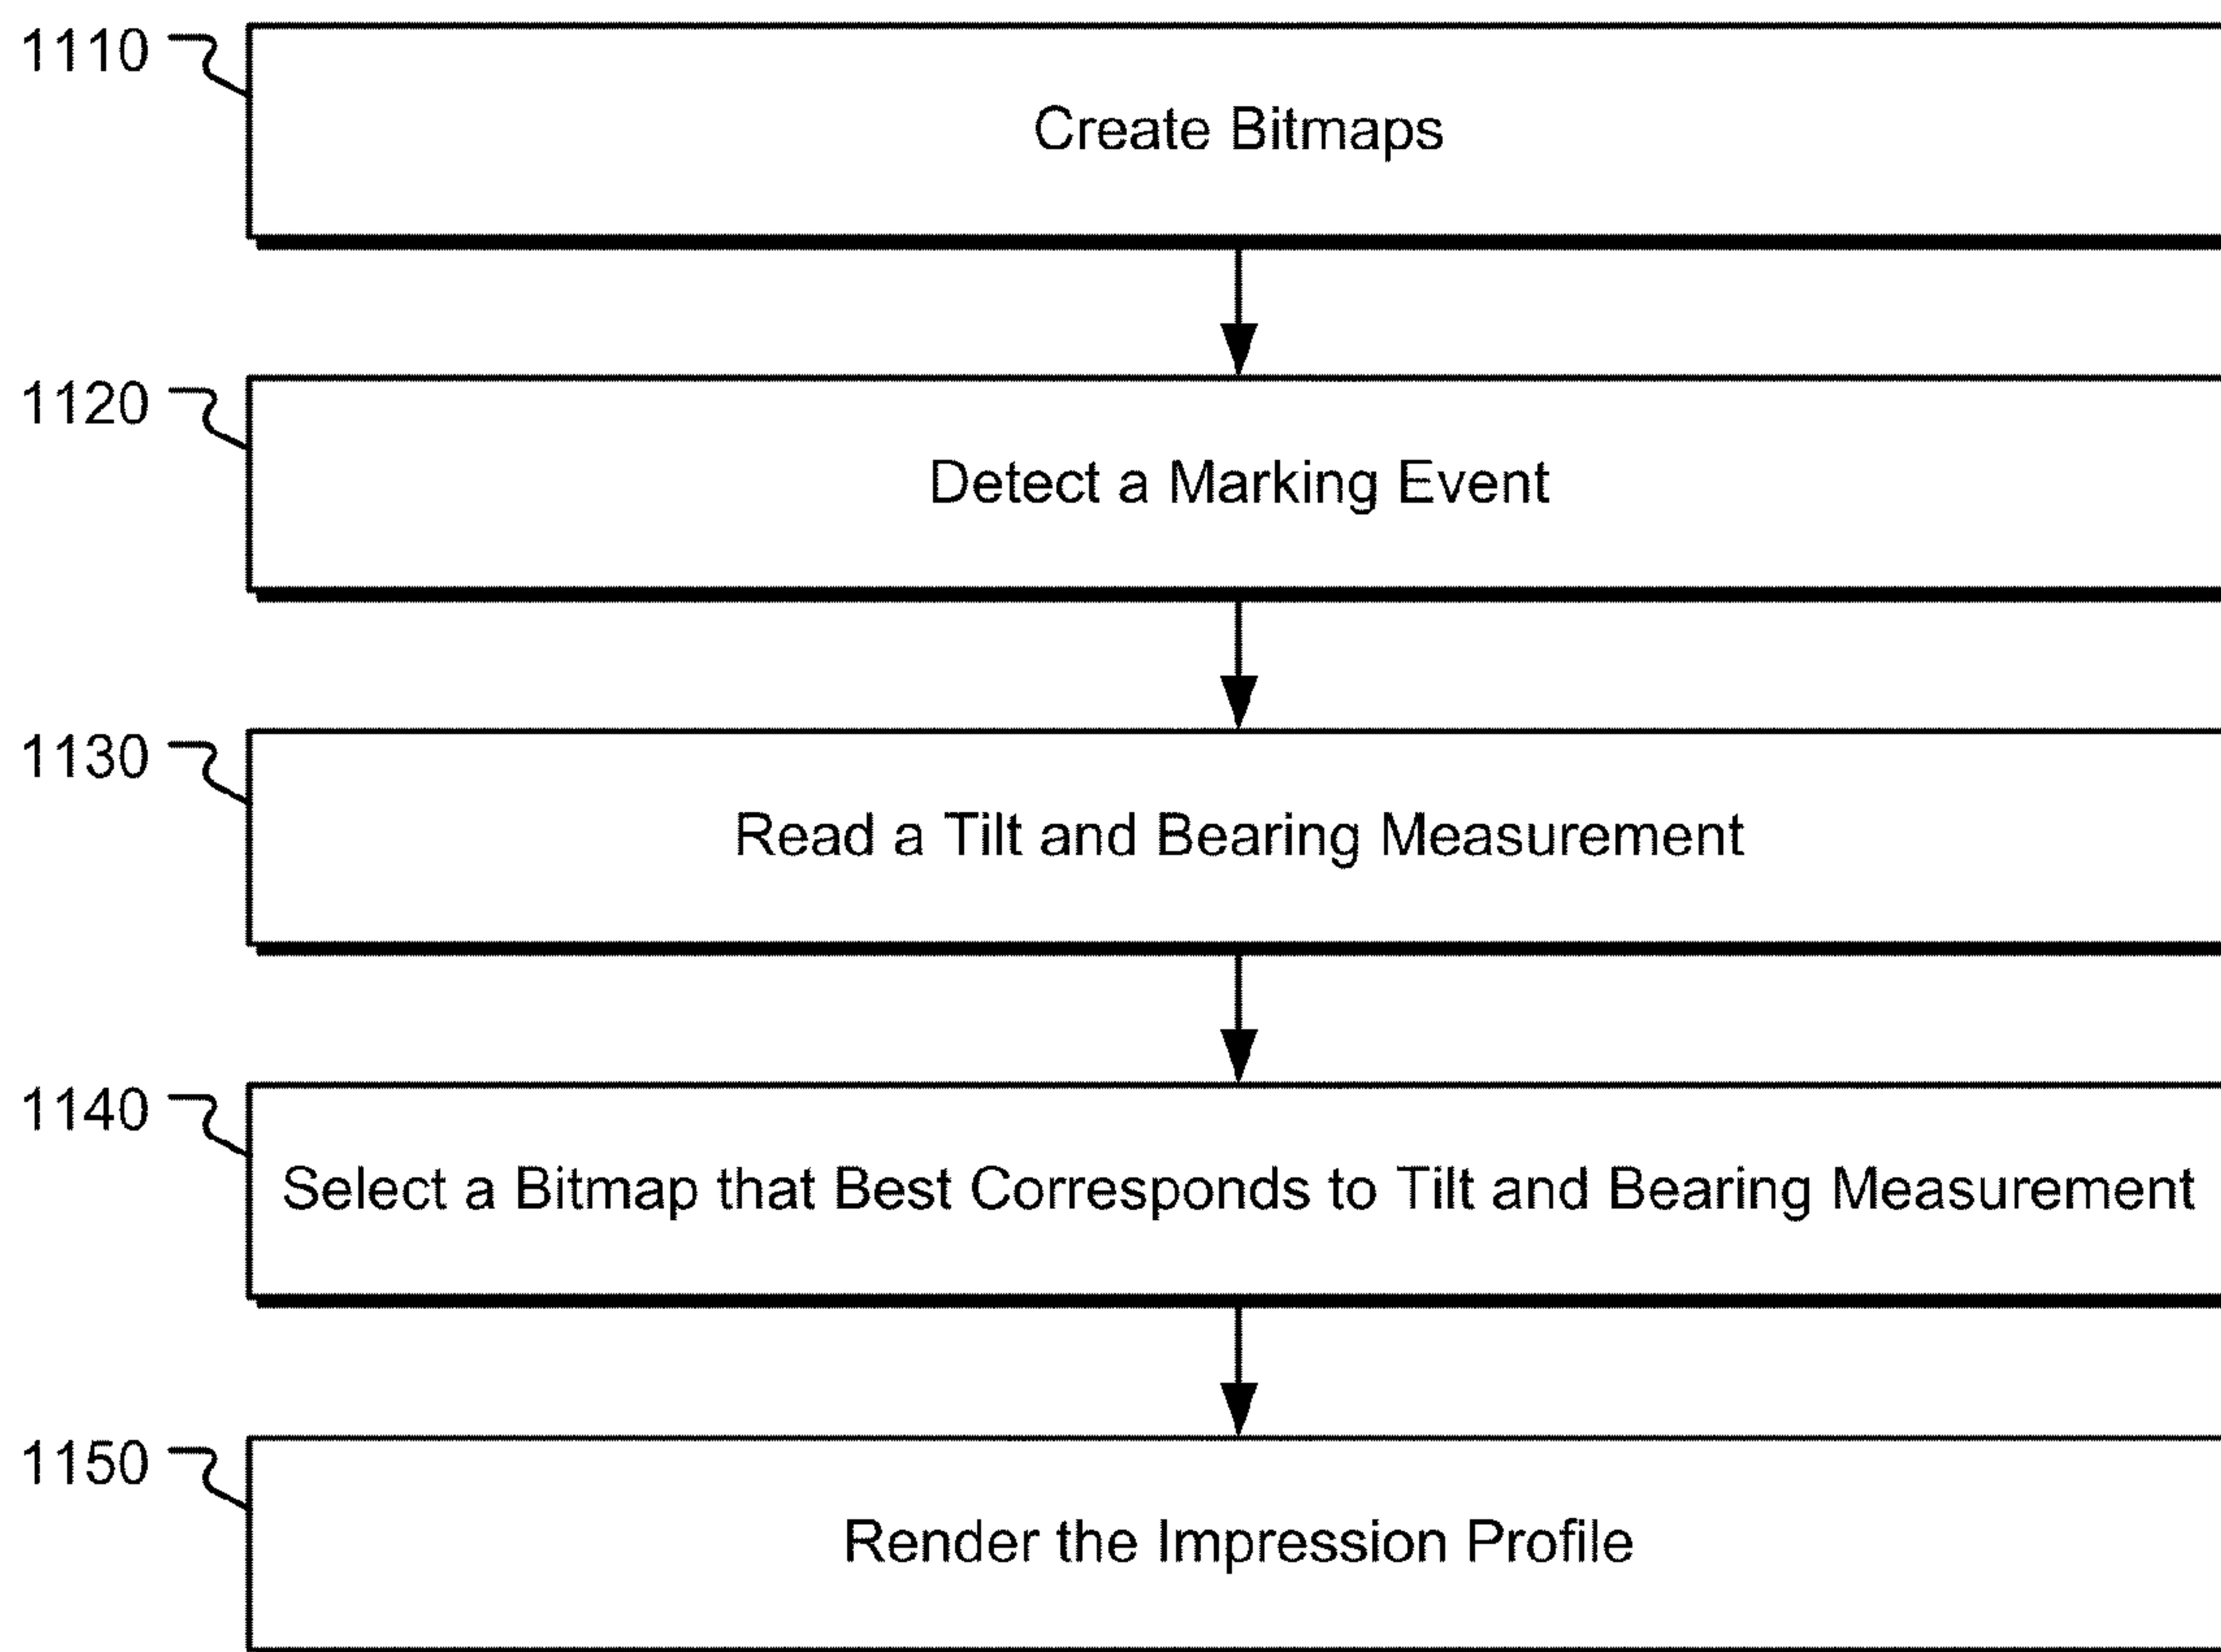 1110
Create Bitmaps
1120
Detect a Marking Event
1130
Read a Tilt and Bearing Measurement
1140
Select a Bitmap that Best Corresponds to Tilt and Bearing Measurement
1150
Render the Impression Profile